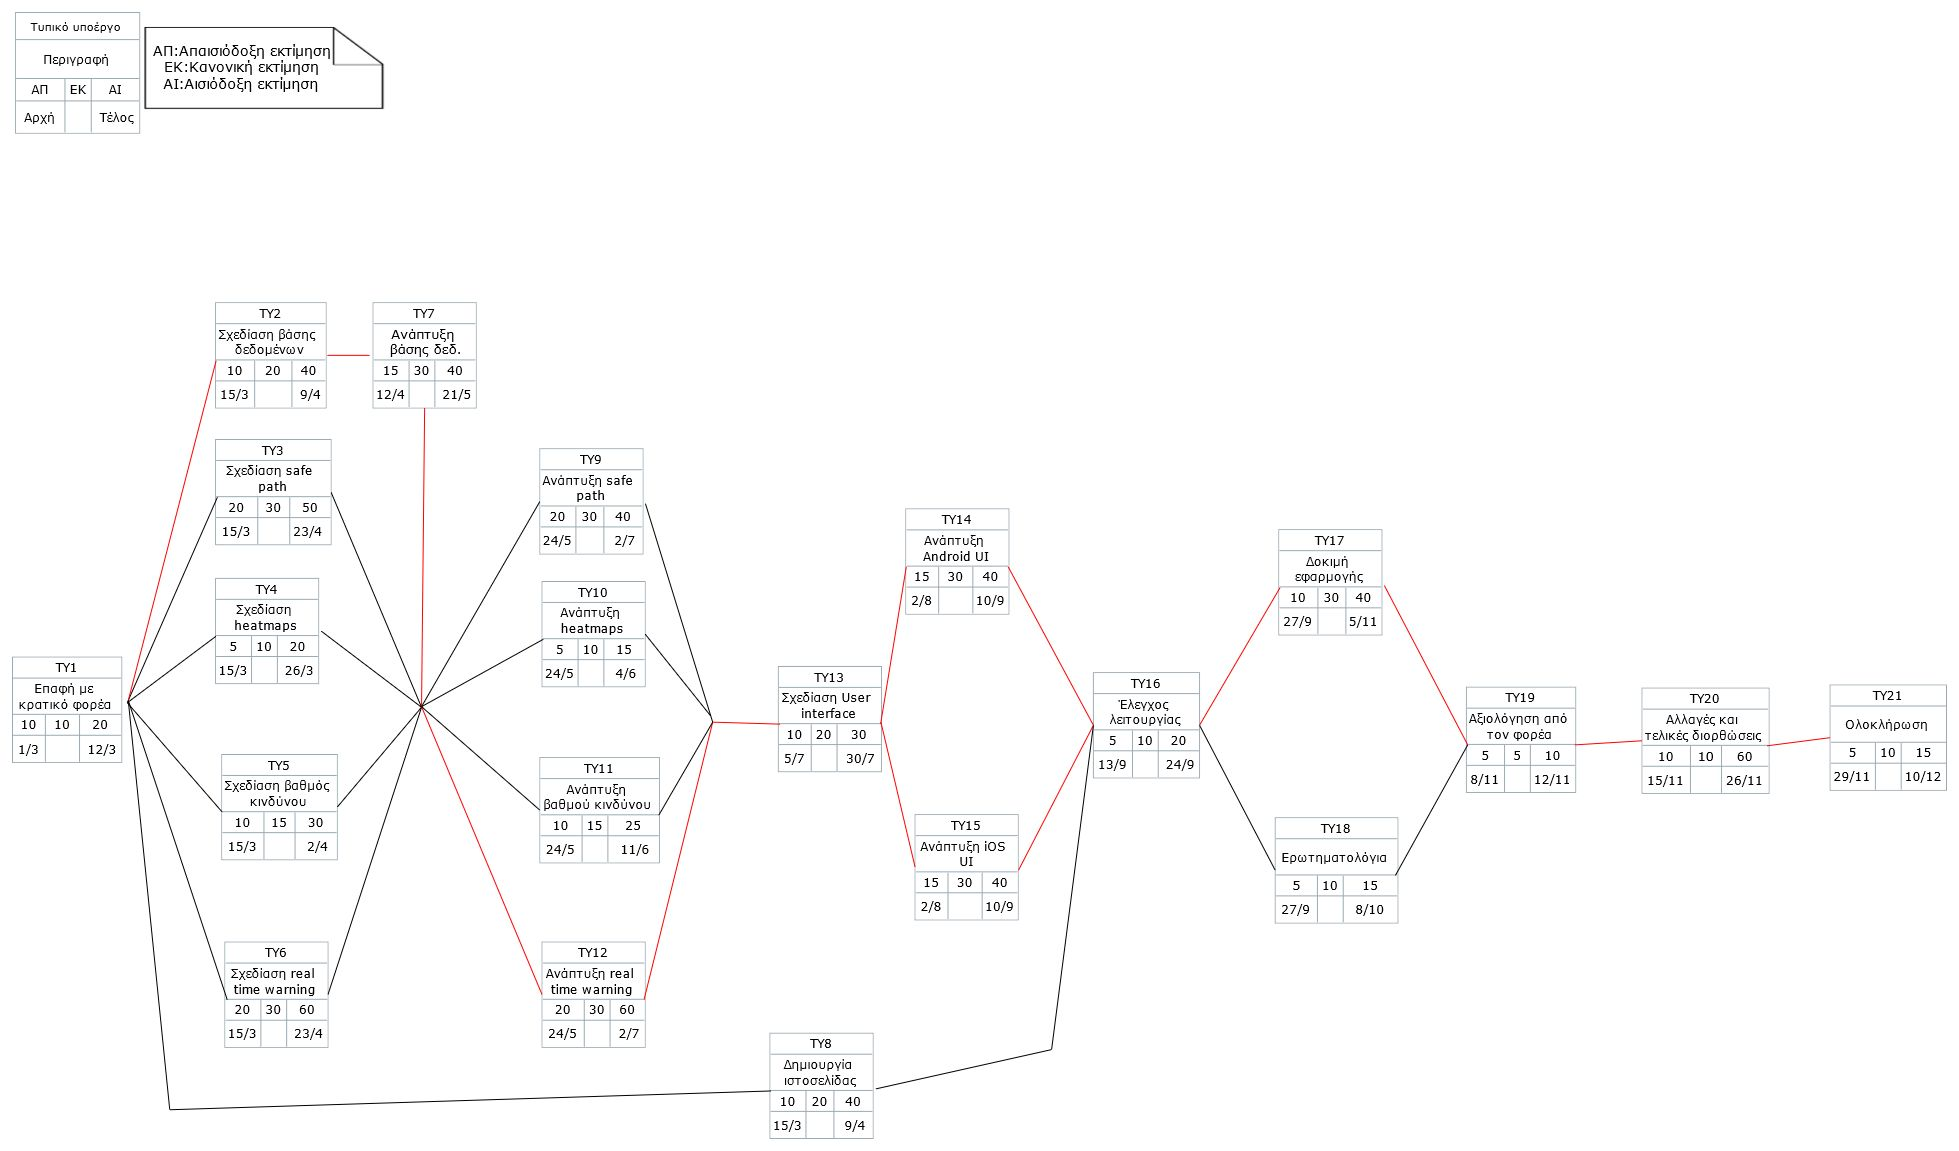 Τυπικό υποέργο
Περιγραφή
ΑΠ ΕΚ ΑΙ
Αρχή Τέλος
ΑΠ:Απαισιόδοξη εκτίμηση
ΕΚ:Κανονική εκτίμηση
ΑΙ:Αισιόδοξη εκτίμηση
ΤΥ1
Επαφή με
κρατικό φορέα
10 10 20
1/3 12/3
ΤΥ2
Σχεδίαση βάσης
δεδομένων
10 20 40
15/3 9/4
ΤΥ3
Σχεδίαση safe
path
20 30 50
15/3 23/4
ΤΥ4
Σχεδίαση
heatmaps
5 10 20
15/3 26/3
ΤΥ5
Σχεδίαση βαθμός
κινδύνου
10 15 30
15/3 2/4
ΤΥ6
Σχεδίαση real
time warning
20 30 60
15/3 23/4
ΤΥ7
Ανάπτυξη
βάσης δεδ.
15 30 40
12/4 21/5
ΤΥ8
Δημιουργία
ιστοσελίδας
10 20 40
15/3 9/4
ΤΥ9
Ανάπτυξη safe
path
20 30 40
24/5 2/7
ΤΥ10
Ανάπτυξη
heatmaps
5 10 15
24/5 4/6
ΤΥ11
Ανάπτυξη
βαθμού κινδύνου
10 15 25
24/5 11/6
ΤΥ12
Ανάπτυξη real
time warning
20 30 60
24/5 2/7
ΤΥ13
Σχεδίαση User
interface
10 20 30
5/7 30/7
ΤΥ14
Ανάπτυξη
Android UI
15 30 40
2/8 10/9
ΤΥ15
Ανάπτυξη iOS
UI
15 30 40
2/8 10/9
ΤΥ16
Έλεγχος
λειτουργίας
5 10 20
13/9 24/9
ΤΥ17
Δοκιμή
εφαρμογής
10 30 40
27/9 5/11
ΤΥ18
Ερωτηματολόγια
5 10 15
27/9 8/10
ΤΥ19
Αξιολόγηση από
τον φορέα
5 5 10
8/11 12/11
ΤΥ20
Αλλαγές και
τελικές διορθώσεις
10 10 60
15/11 26/11
ΤΥ21
Ολοκλήρωση
5 10 15
29/11 10/12